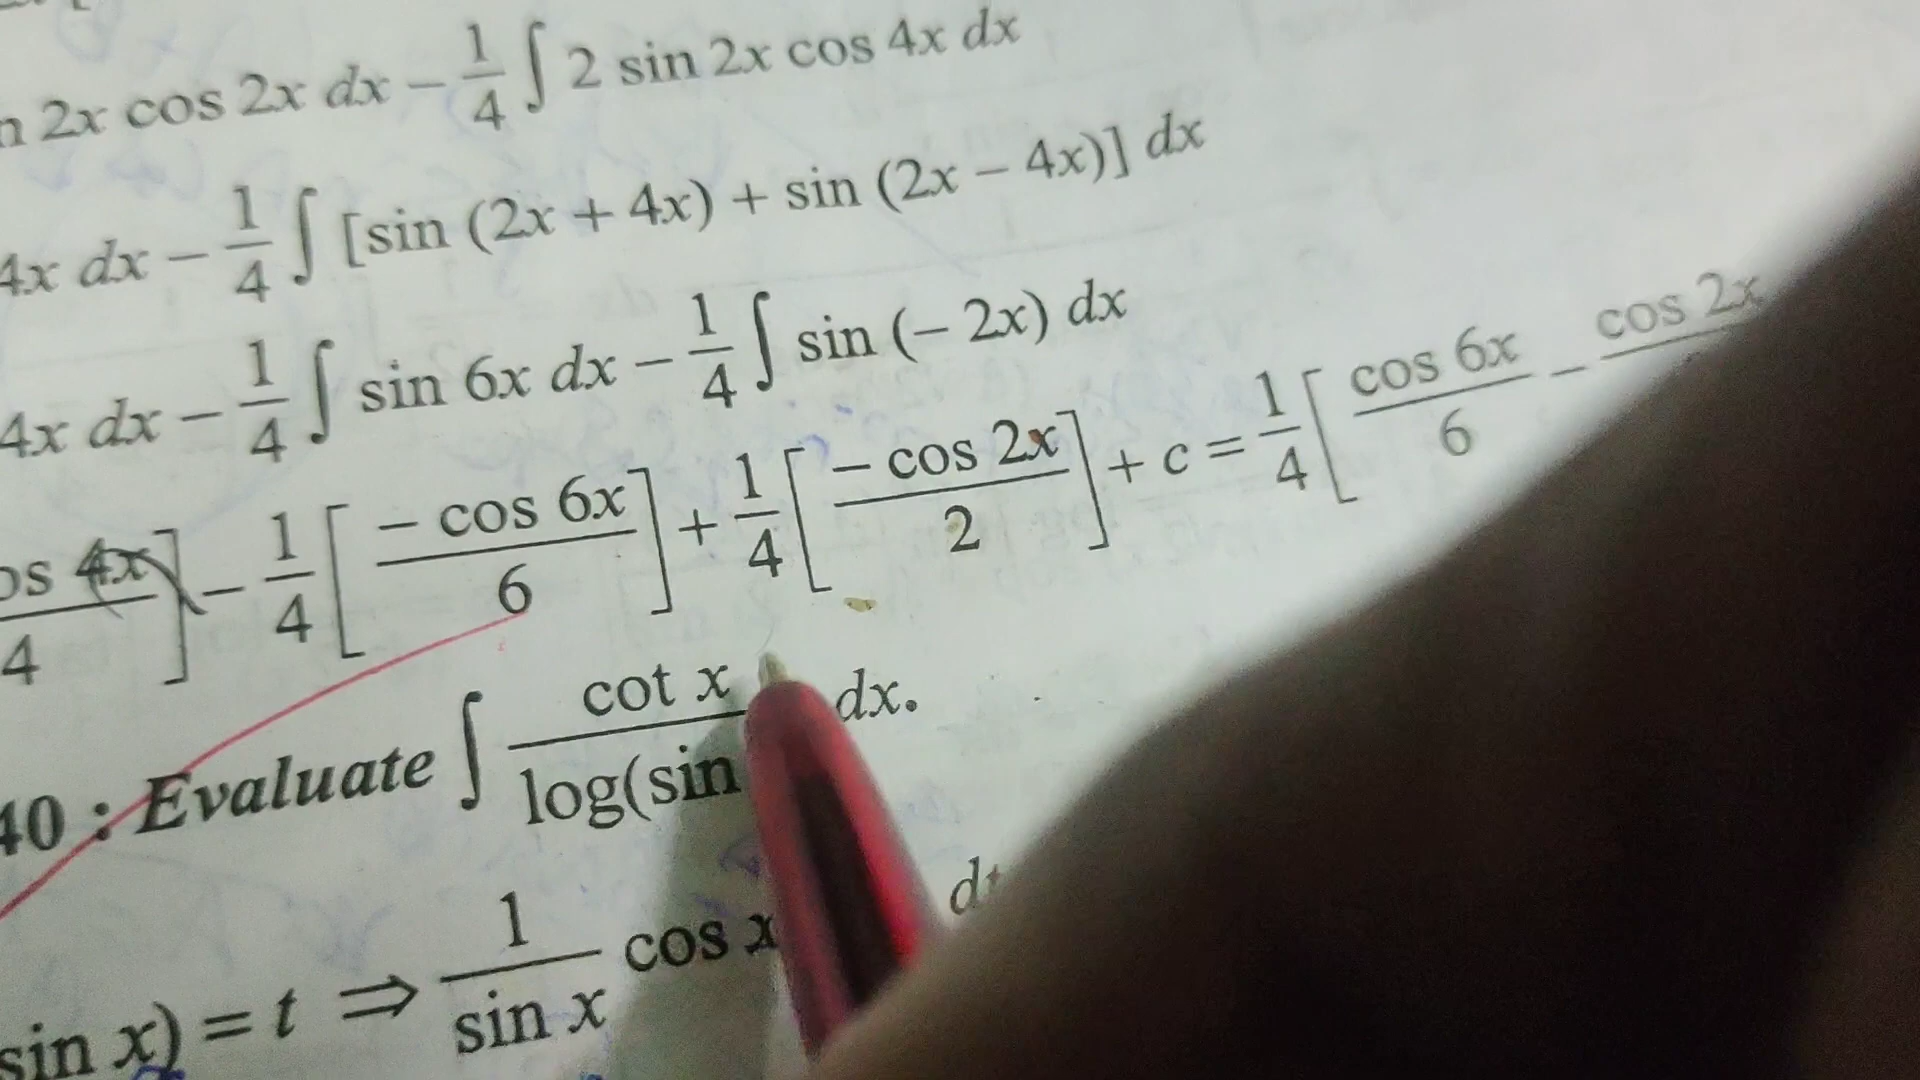 2x cos 2x dx − 1/4 ∫ 2 sin 2x cos 4x dx
4x dx − 1/4 ∫ [sin (2x + 4x) + sin (2x − 4x)] dx
4x dx − 1/4 ∫ sin 6x dx − 1/4 ∫ sin (− 2x) dx
os 4x/4] − 1/4 [− cos 6x/6] + 1/4 [− cos 2x/2] + c = 1/4 [cos 6x/6 − cos 2x
40 : Evaluate ∫ cot x/log(sin dx.
sin x) = t ⇒ 1/sin x cos x